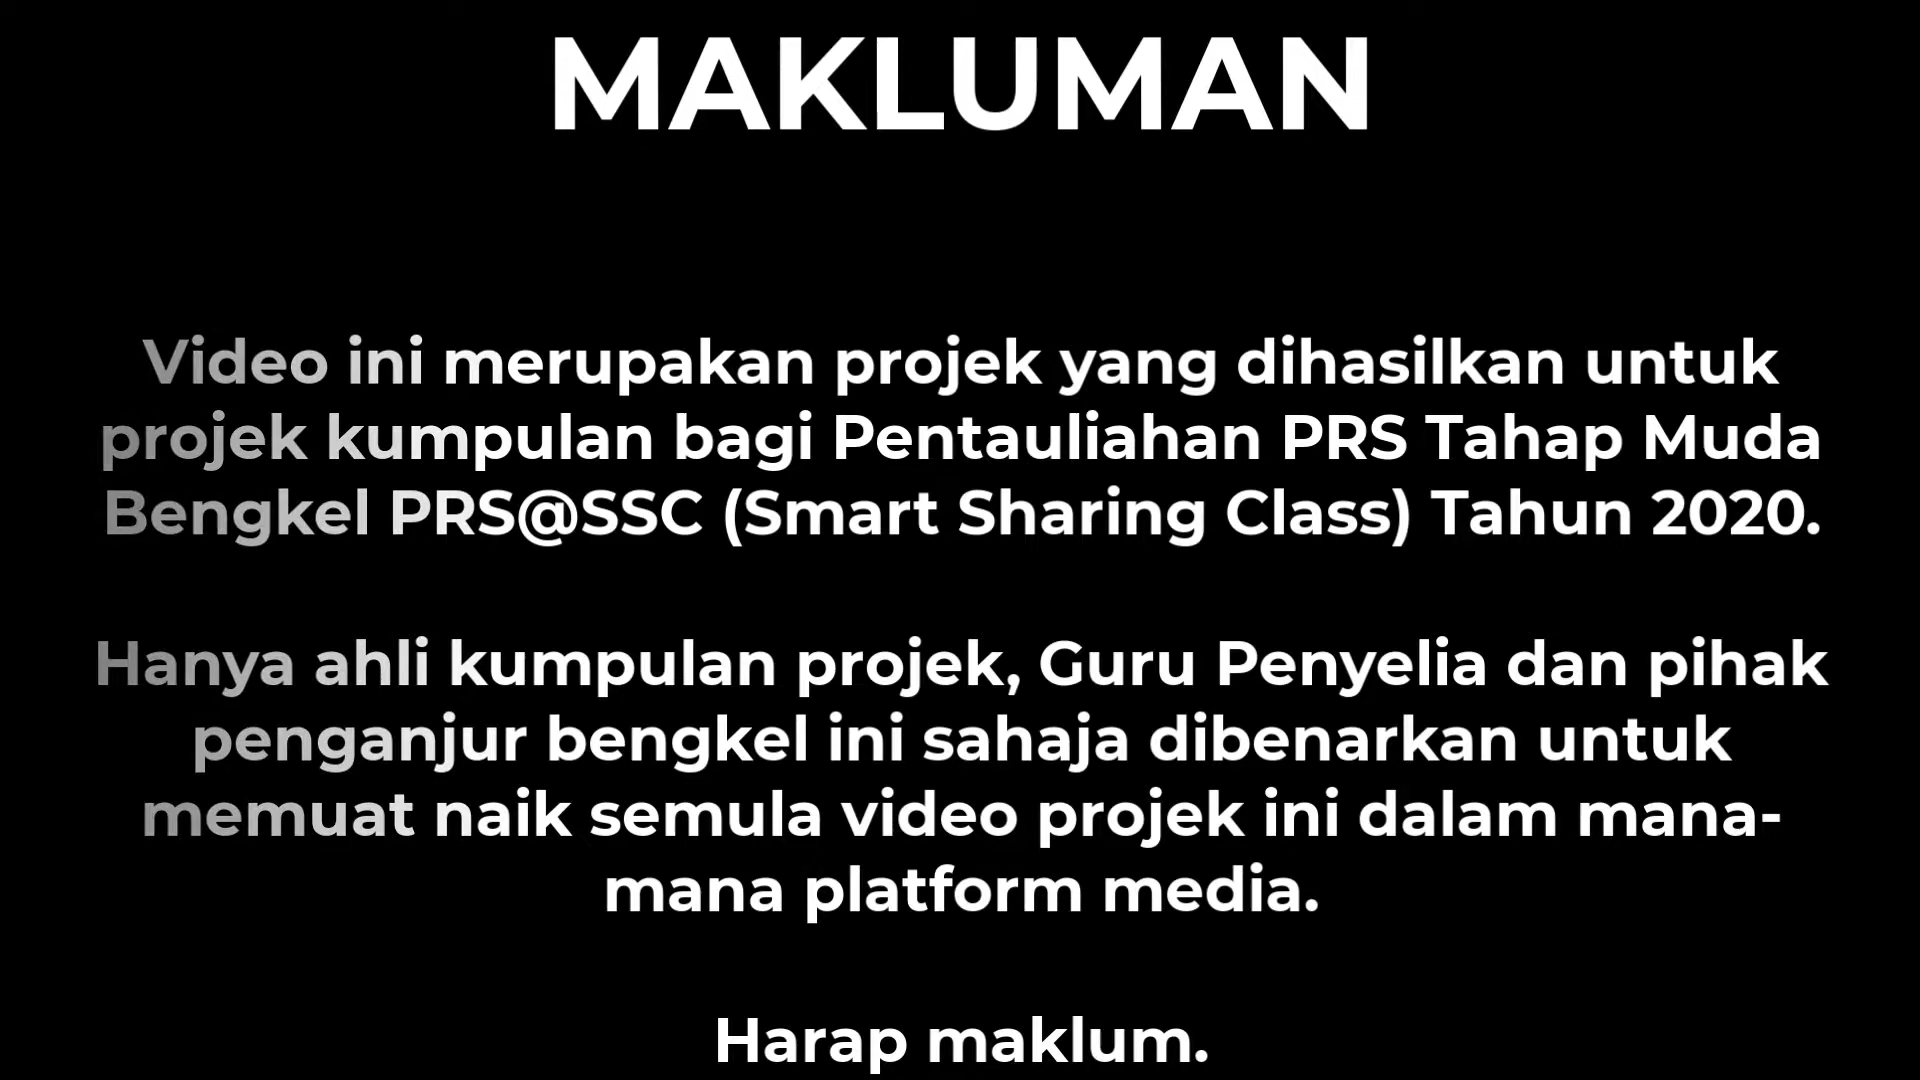 MAKLUMAN
Video ini merupakan projek yang dihasilkan untuk
projek kumpulan bagi Pentauliahan PRS Tahap Muda
Bengkel PRS@SSC (Smart Sharing Class) Tahun 2020.
Hanya ahli kumpulan projek, Guru Penyelia dan pihak
penganjur bengkel ini sahaja dibenarkan untuk
memuat naik semula video projek ini dalam mana-
mana platform media.
Harap maklum.